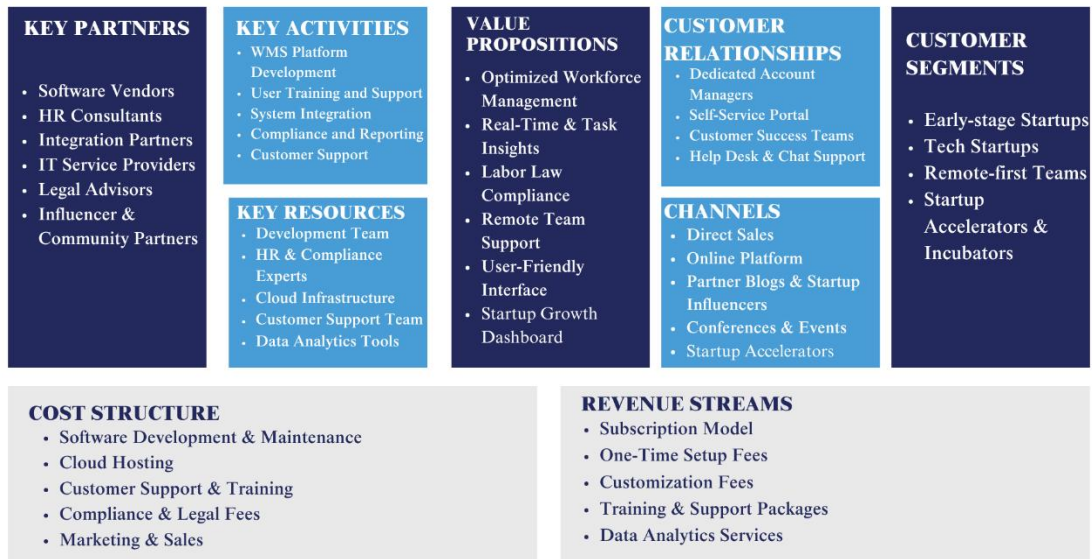 KEY PARTNERS
• Software Vendors
• HR Consultants
• Integration Partners
• IT Service Providers
• Legal Advisors
• Influencer &
Community Partners
KEY ACTIVITIES
• WMS Platform
Development
• User Training and Support
• System Integration
• Compliance and Reporting
• Customer Support
KEY RESOURCES
• Development Team
• HR & Compliance
Experts
• Cloud Infrastructure
• Customer Support Team
• Data Analytics Tools
VALUE
PROPOSITIONS
• Optimized Workforce
Management
• Real-Time & Task
Insights
• Labor Law
Compliance
• Remote Team
Support
• User-Friendly
Interface
• Startup Growth
Dashboard
CUSTOMER
RELATIONSHIPS
• Dedicated Account
Managers
• Self-Service Portal
• Customer Success Teams
• Help Desk & Chat Support
CHANNELS
• Direct Sales
• Online Platform
• Partner Blogs & Startup
Influencers
• Conferences & Events
• Startup Accelerators
CUSTOMER
SEGMENTS
• Early-stage Startups
• Tech Startups
• Remote-first Teams
• Startup
Accelerators &
Incubators
COST STRUCTURE
• Software Development & Maintenance
• Cloud Hosting
• Customer Support & Training
• Compliance & Legal Fees
• Marketing & Sales
REVENUE STREAMS
• Subscription Model
• One-Time Setup Fees
• Customization Fees
• Training & Support Packages
• Data Analytics Services